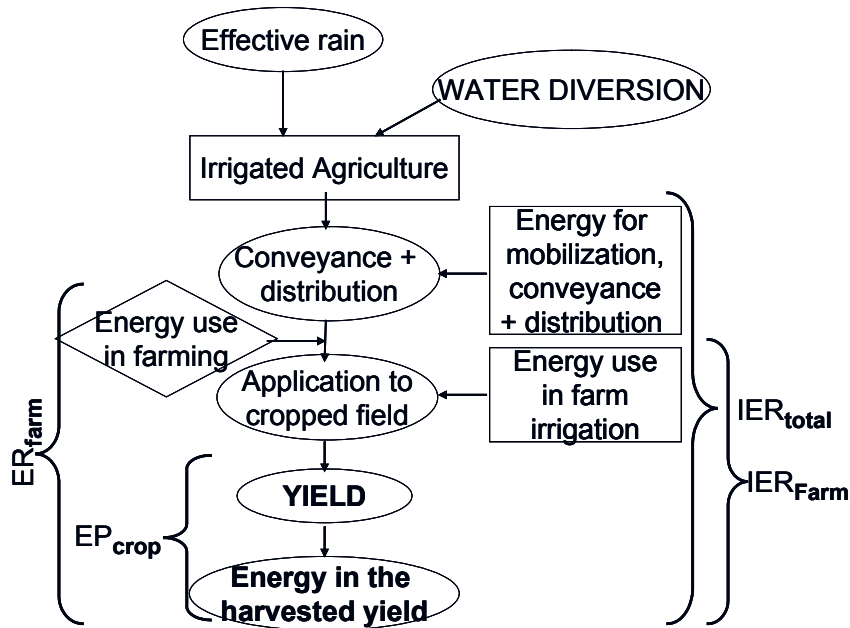 Effective rain
WATER DIVERSION
Irrigated Agriculture
Energy for
mobilization,
conveyance
+ distribution
Conveyance +
distribution
Energy use
in farming
Energy use
in farm
irrigation
Application to
cropped field
IERtotal
ERfarm
IERFarm
YIELD
EPcrop
Energy in the
harvested yield